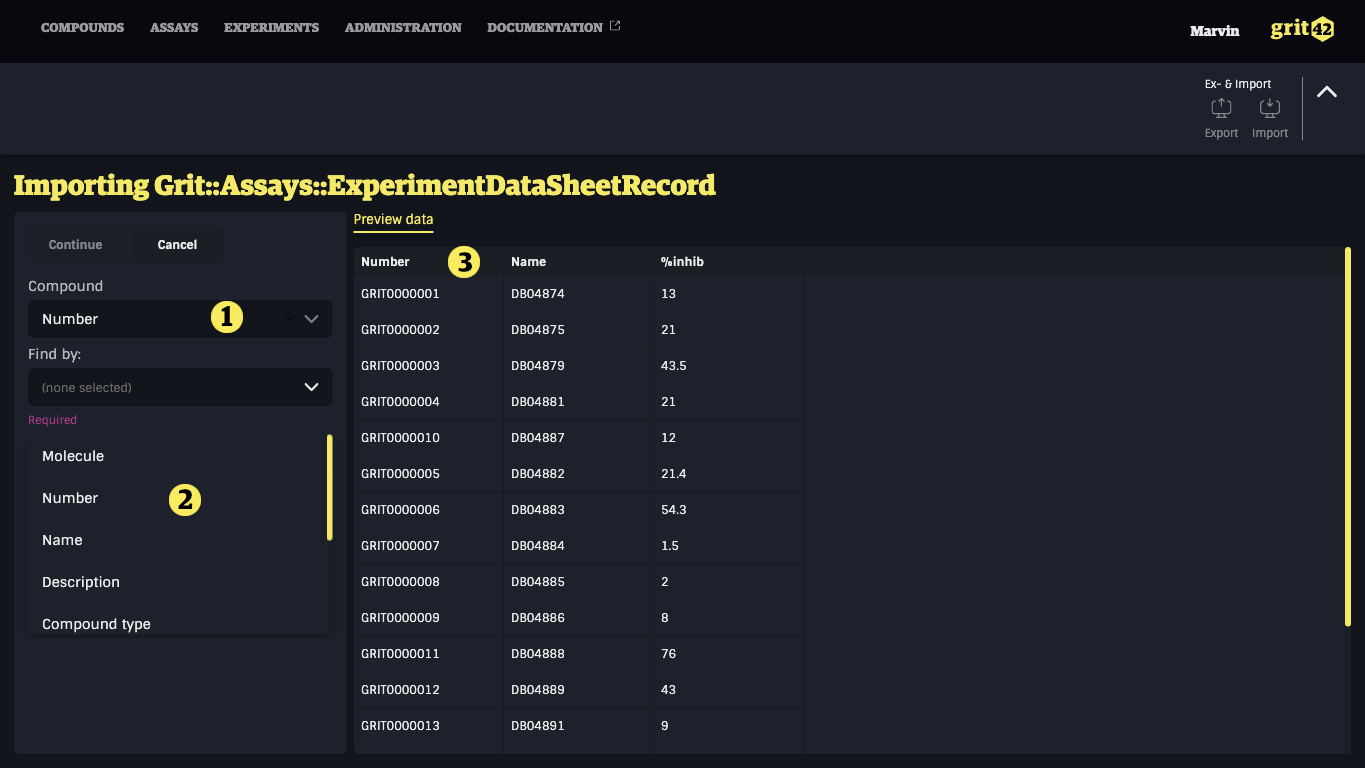 COMPOUNDS ASSAYS EXPERIMENTS ADMINISTRATION DOCUMENTATION Marvin grit42
Ex- & Import
Export Import
Importing Grit::Assays::ExperimentDataSheetRecord
Continue Cancel
Compound
Number 1
Find by:
(none selected)
Required
Molecule
Number 2
Name
Description
Compound type
Preview data
Number 3 Name %inhib
GRIT0000001 DB04874 13
GRIT0000002 DB04875 21
GRIT0000003 DB04879 43.5
GRIT0000004 DB04881 21
GRIT0000010 DB04887 12
GRIT0000005 DB04882 21.4
GRIT0000006 DB04883 54.3
GRIT0000007 DB04884 1.5
GRIT0000008 DB04885 2
GRIT0000009 DB04886 8
GRIT0000011 DB04888 76
GRIT0000012 DB04889 43
GRIT0000013 DB04891 9